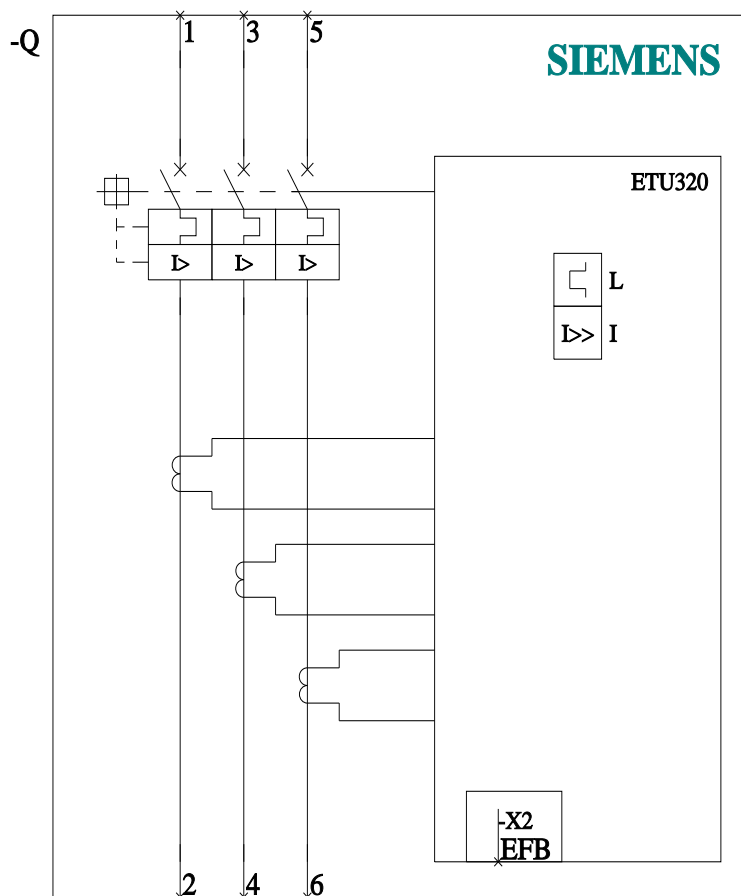 1 3 5
-Q
SIEMENS
ETU320
L
I> I> I>
I>> I
-X2
EFB
2 4 6